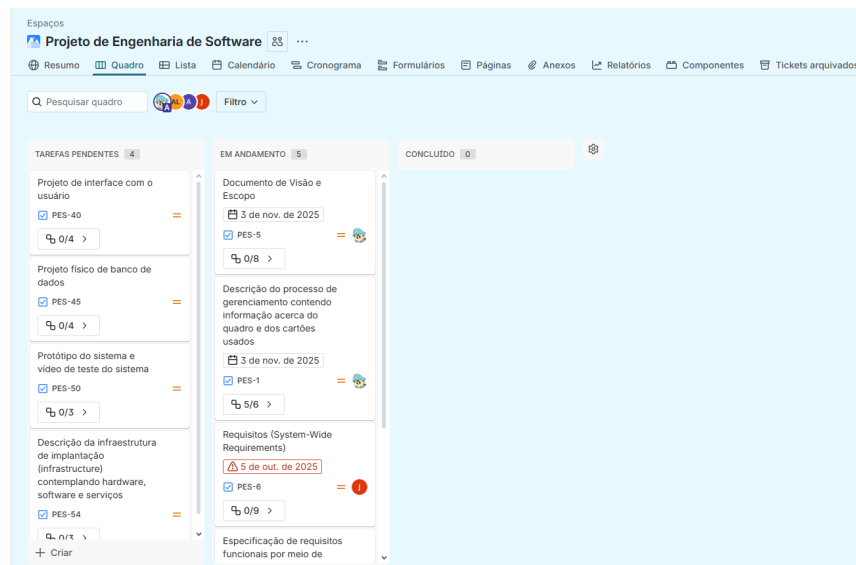 Espaços
Projeto de Engenharia de Software
Resumo Quadro Lista Calendário Cronograma Formulários Páginas Anexos Relatórios Componentes Tickets arquivados
Pesquisar quadro A AL A J Filtro
TAREFAS PENDENTES 4
Projeto de interface com o
usuário
PES-40
0/4
Projeto físico de banco de
dados
PES-45
0/4
Protótipo do sistema e
vídeo de teste do sistema
PES-50
0/3
Descrição da infraestrutura
de implantação
(infrastructure)
contemplando hardware,
software e serviços
PES-54
0/3
+ Criar
EM ANDAMENTO 5
Documento de Visão e
Escopo
3 de nov. de 2025
PES-5
0/8
Descrição do processo de
gerenciamento contendo
informação acerca do
quadro e dos cartões
usados
3 de nov. de 2025
PES-1
5/6
Requisitos (System-Wide
Requirements)
5 de out. de 2025
PES-6 J
0/9
Especificação de requisitos
funcionais por meio de
CONCLUÍDO 0